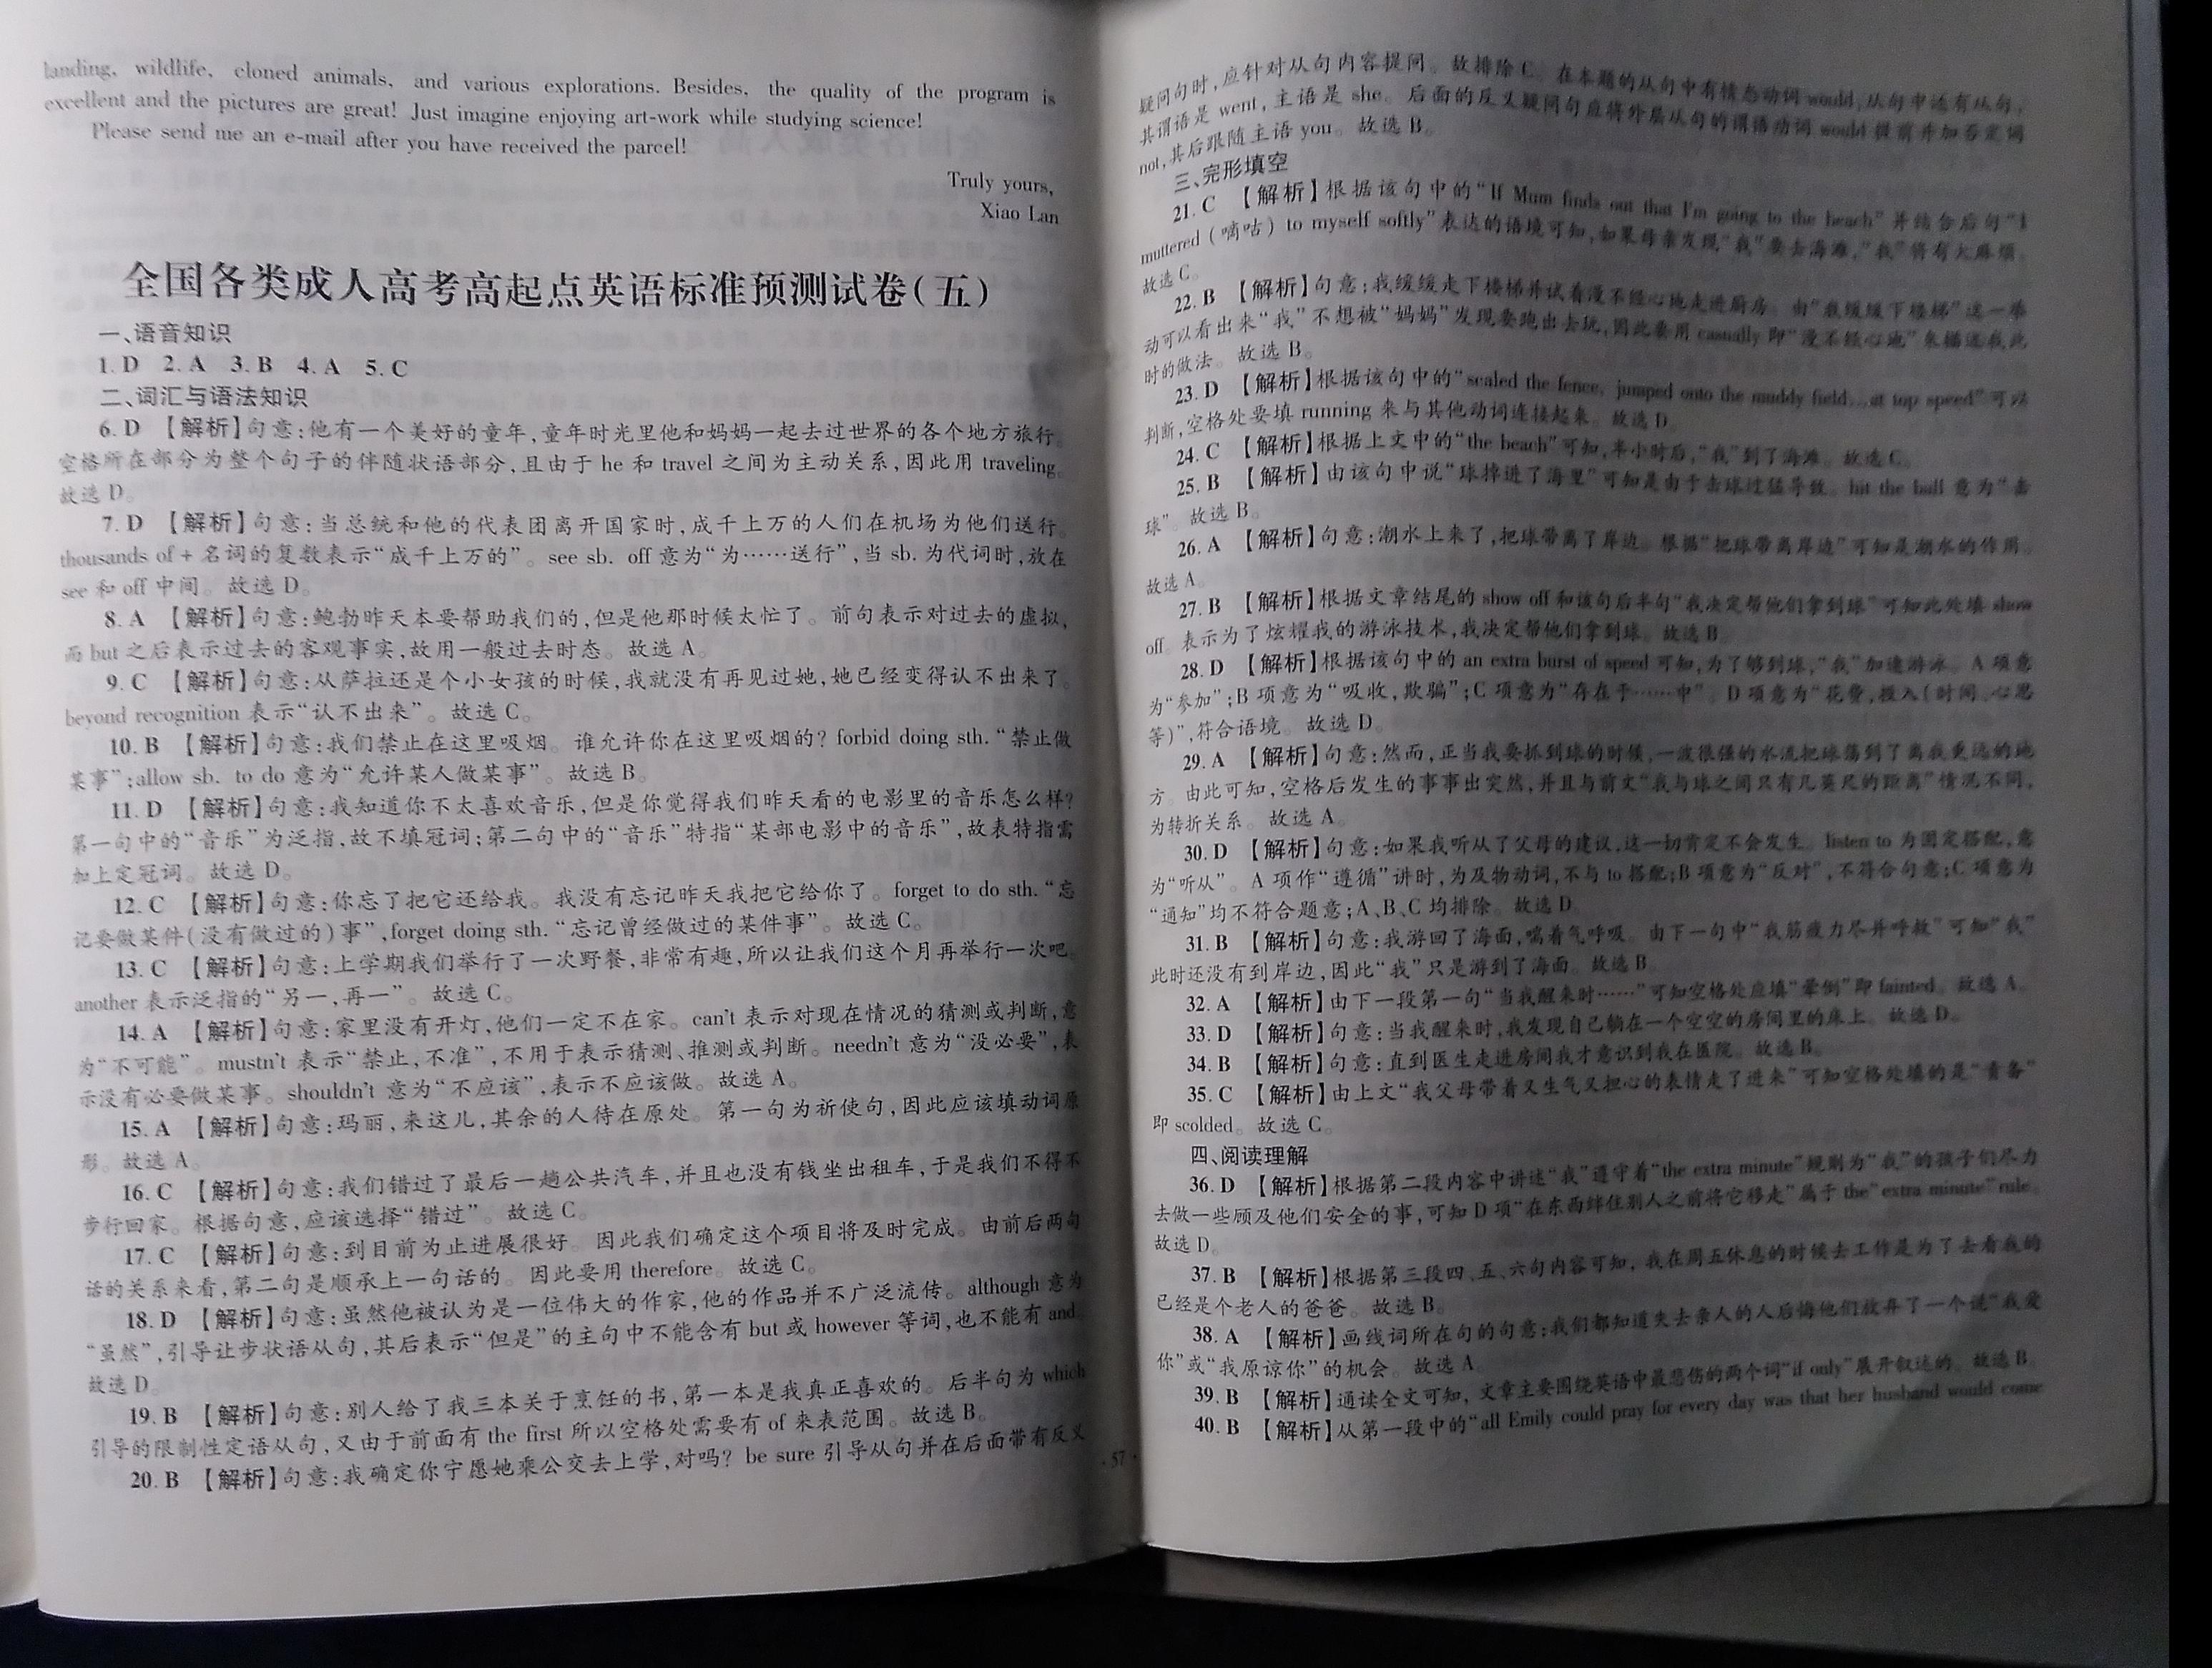 landing, wildlife, cloned animals, and various explorations. Besides, the quality of the program is
excellent and the pictures are great! Just imagine enjoying art-work while studying science!
Please send me an e-mail after you have received the parcel!
Truly yours,
Xiao Lan
全国各类成人高考高起点英语标准预测试卷(五)
一、语音知识
1. D 2. A 3. B 4. A 5. C
二、词汇与语法知识
6. D 【解析】句意:他有一个美好的童年,童年时光里他和妈妈一起去过世界的各个地方旅行。
空格所在部分为整个句子的伴随状语部分,且由于 he 和 travel 之间为主动关系,因此用 traveling。
故选 D。
7. D 【解析】句意:当总统和他的代表团离开国家时,成千上万的人们在机场为他们送行。
thousands of + 名词的复数表示“成千上万的”。see sb. off 意为“为……送行”,当 sb. 为代词时,放在
see 和 off 中间。故选 D。
8. A 【解析】句意:鲍勃昨天本要帮助我们的,但是他那时候太忙了。前句表示对过去的虚拟,
而 but 之后表示过去的客观事实,故用一般过去时态。故选 A。
9. C 【解析】句意:从萨拉还是个小女孩的时候,我就没有再见过她,她已经变得认不出来了。
beyond recognition 表示“认不出来”。故选 C。
10. B 【解析】句意:我们禁止在这里吸烟。谁允许你在这里吸烟的? forbid doing sth. “禁止做
某事”;allow sb. to do 意为“允许某人做某事”。故选 B。
11. D 【解析】句意:我知道你不太喜欢音乐,但是你觉得我们昨天看的电影里的音乐怎么样?
第一句中的“音乐”为泛指,故不填冠词;第二句中的“音乐”特指“某部电影中的音乐”,故表特指需
加上定冠词。故选 D。
12. C 【解析】句意:你忘了把它还给我。我没有忘记昨天我把它给你了。forget to do sth. “忘
记要做某件(没有做过的)事”,forget doing sth. “忘记曾经做过的某件事”。故选 C。
13. C 【解析】句意:上学期我们举行了一次野餐,非常有趣,所以让我们这个月再举行一次吧。
another 表示泛指的“另一,再一”。故选 C。
14. A 【解析】句意:家里没有开灯,他们一定不在家。can't 表示对现在情况的猜测或判断,意
为“不可能”。mustn't 表示“禁止,不准”,不用于表示猜测、推测或判断。needn't 意为“没必要”,表
示没有必要做某事。shouldn't 意为“不应该”,表示不应该做。故选 A。
15. A 【解析】句意:玛丽,来这儿,其余的人待在原处。第一句为祈使句,因此应该填动词原
形。故选 A。
16. C 【解析】句意:我们错过了最后一趟公共汽车,并且也没有钱坐出租车,于是我们不得不
步行回家。根据句意,应该选择“错过”。故选 C。
17. C 【解析】句意:到目前为止进展很好。因此我们确定这个项目将及时完成。由前后两句
话的关系来看,第二句是顺承上一句话的。因此要用 therefore。故选 C。
18. D 【解析】句意:虽然他被认为是一位伟大的作家,他的作品并不广泛流传。although 意为
“虽然”,引导让步状语从句,其后表示“但是”的主句中不能含有 but 或 however 等词,也不能有 and。
故选 D。
19. B 【解析】句意:别人给了我三本关于烹饪的书,第一本是我真正喜欢的。后半句为 which
引导的限制性定语从句,又由于前面有 the first 所以空格处需要有 of 来表范围。故选 B。
20. B 【解析】句意:我确定你宁愿她乘公交去上学,对吗? be sure 引导从句并在后面带有反义
· 57 ·
疑问句时,应针对从句内容提问。故排除 C。在本题的从句中有情态动词 would,从句中还有从句,
其谓语是 went,主语是 she。后面的反义疑问句应将外层从句的谓语动词 would 提前并加否定词
not,其后跟随主语 you。故选 B。
三、完形填空
21. C 【解析】根据该句中的“If Mum finds out that I'm going to the beach”并结合后句“I
muttered (嘀咕) to myself softly”表达的语境可知,如果母亲发现“我”要去海滩,“我”将有大麻烦。
故选 C。
22. B 【解析】句意:我缓缓走下楼梯并试着漫不经心地走进厨房。由“我缓缓下楼梯”这一举
动可以看出来“我”不想被“妈妈”发现要跑出去玩,因此要用 casually 即“漫不经心地”来描述我此
时的做法。故选 B。
23. D 【解析】根据该句中的“scaled the fence, jumped onto the muddy field…at top speed”可以
判断,空格处要填 running 来与其他动词连接起来。故选 D。
24. C 【解析】根据上文中的“the beach”可知,半小时后,“我”到了海滩。故选 C。
25. B 【解析】由该句中说“球掉进了海里”可知是由于击球过猛导致。hit the ball 意为“击
球”。故选 B。
26. A 【解析】句意:潮水上来了,把球带离了岸边。根据“把球带离岸边”可知是潮水的作用。
故选 A。
27. B 【解析】根据文章结尾的 show off 和该句后半句“我决定帮他们拿到球”可知此处填 show
off。表示为了炫耀我的游泳技术,我决定帮他们拿到球。故选 B。
28. D 【解析】根据该句中的 an extra burst of speed 可知,为了够到球,“我”加速游泳。A 项意
为“参加”;B 项意为“吸收,欺骗”;C 项意为“存在于……中”。D 项意为“花费,投入(时间、心思
等)”,符合语境。故选 D。
29. A 【解析】句意:然而,正当我要抓到球的时候,一波很强的水流把球荡到了离我更远的地
方。由此可知,空格后发生的事事出突然,并且与前文“我与球之间只有几英尺的距离”情况不同,
为转折关系。故选 A。
30. D 【解析】句意:如果我听从了父母的建议,这一切肯定不会发生。listen to 为固定搭配,意
为“听从”。A 项作“遵循”讲时,为及物动词,不与 to 搭配;B 项意为“反对”,不符合句意;C 项意为
“通知”均不符合题意;A、B、C 均排除。故选 D。
31. B 【解析】句意:我游回了海面,喘着气呼吸。由下一句中“我筋疲力尽并呼救”可知“我”
此时还没有到岸边,因此“我”只是游到了海面。故选 B。
32. A 【解析】由下一段第一句“当我醒来时……”可知空格处应填“晕倒”即 fainted。故选 A。
33. D 【解析】句意:当我醒来时,我发现自己躺在一个空空的房间里的床上。故选 D。
34. B 【解析】句意:直到医生走进房间我才意识到我在医院。故选 B。
35. C 【解析】由上文“我父母带着又生气又担心的表情走了进来”可知空格处填的是“责备”
即 scolded。故选 C。
四、阅读理解
36. D 【解析】根据第二段内容中讲述“我”遵守着“the extra minute”规则为“我”的孩子们尽力
去做一些顾及他们安全的事,可知 D 项“在东西绊住别人之前将它移走”属于 the“extra minute”rule。
故选 D。
37. B 【解析】根据第三段四、五、六句内容可知,我在周五休息的时候去工作是为了去看我的
已经是个老人的爸爸。故选 B。
38. A 【解析】画线词所在句的句意:我们都知道失去亲人的人后悔他们放弃了一个说“我爱
你”或“我原谅你”的机会。故选 A。
39. B 【解析】通读全文可知,文章主要围绕英语中最悲伤的两个词“if only”展开叙述的。故选 B。
40. B 【解析】从第一段中的“all Emily could pray for every day was that her husband would come